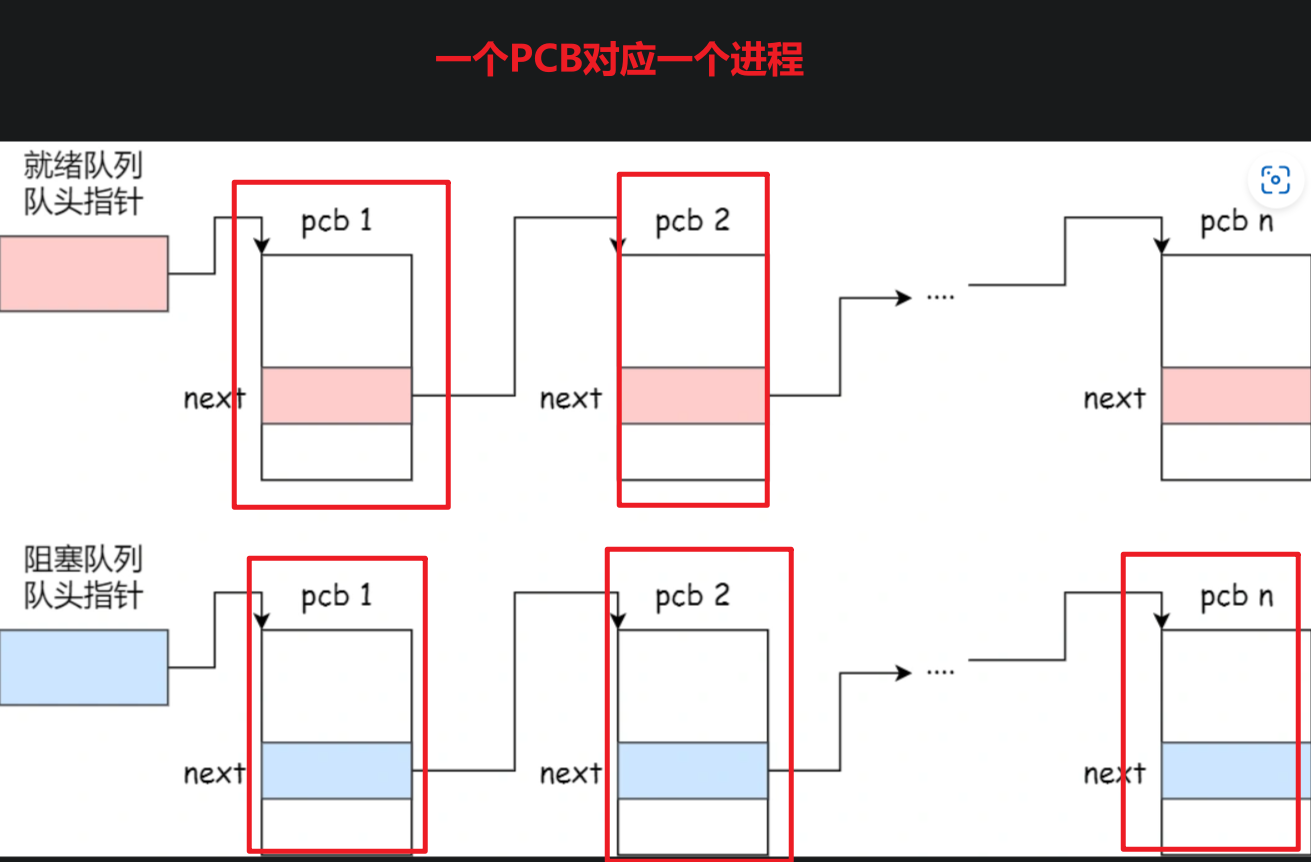 一个PCB对应一个进程
就绪队列
队头指针
pcb 1
pcb 2
pcb n
....
next
next
next
阻塞队列
队头指针
pcb 1
pcb 2
pcb n
....
next
next
next